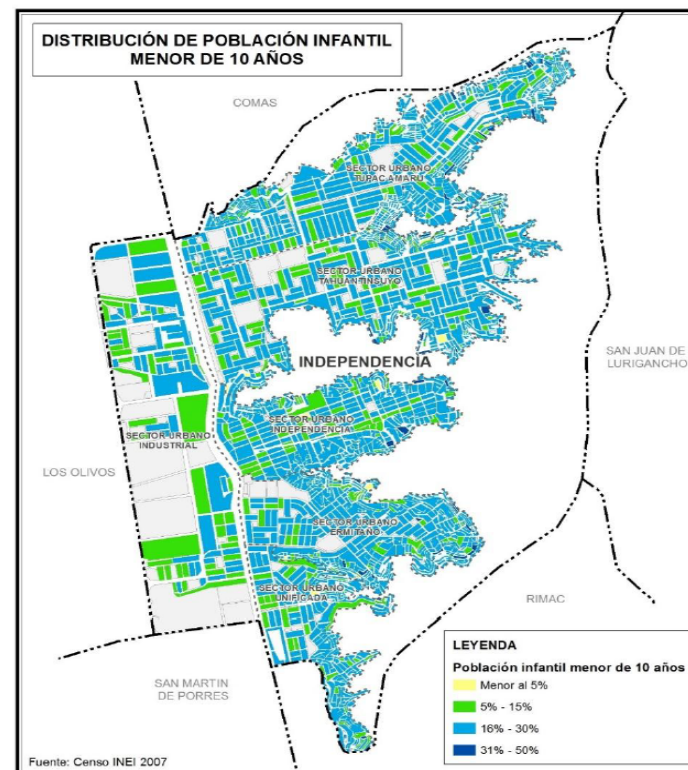 DISTRIBUCIÓN DE POBLACIÓN INFANTIL
MENOR DE 10 AÑOS
COMAS
SECTOR URBANO
TUPAC AMARU
SECTOR URBANO
TAHUANTINSUYO
INDEPENDENCIA
SAN JUAN DE
LURIGANCHO
SECTOR URBANO
INDEPENDENCIA
SECTOR URBANO
INDUSTRIAL
LOS OLIVOS
SECTOR URBANO
ERMITAÑO
SECTOR URBANO
UNIFICADA
RIMAC
SAN MARTIN
DE PORRES
LEYENDA
Población infantil menor de 10 años
Menor al 5%
5% - 15%
16% - 30%
31% - 50%
Fuente: Censo INEI 2007